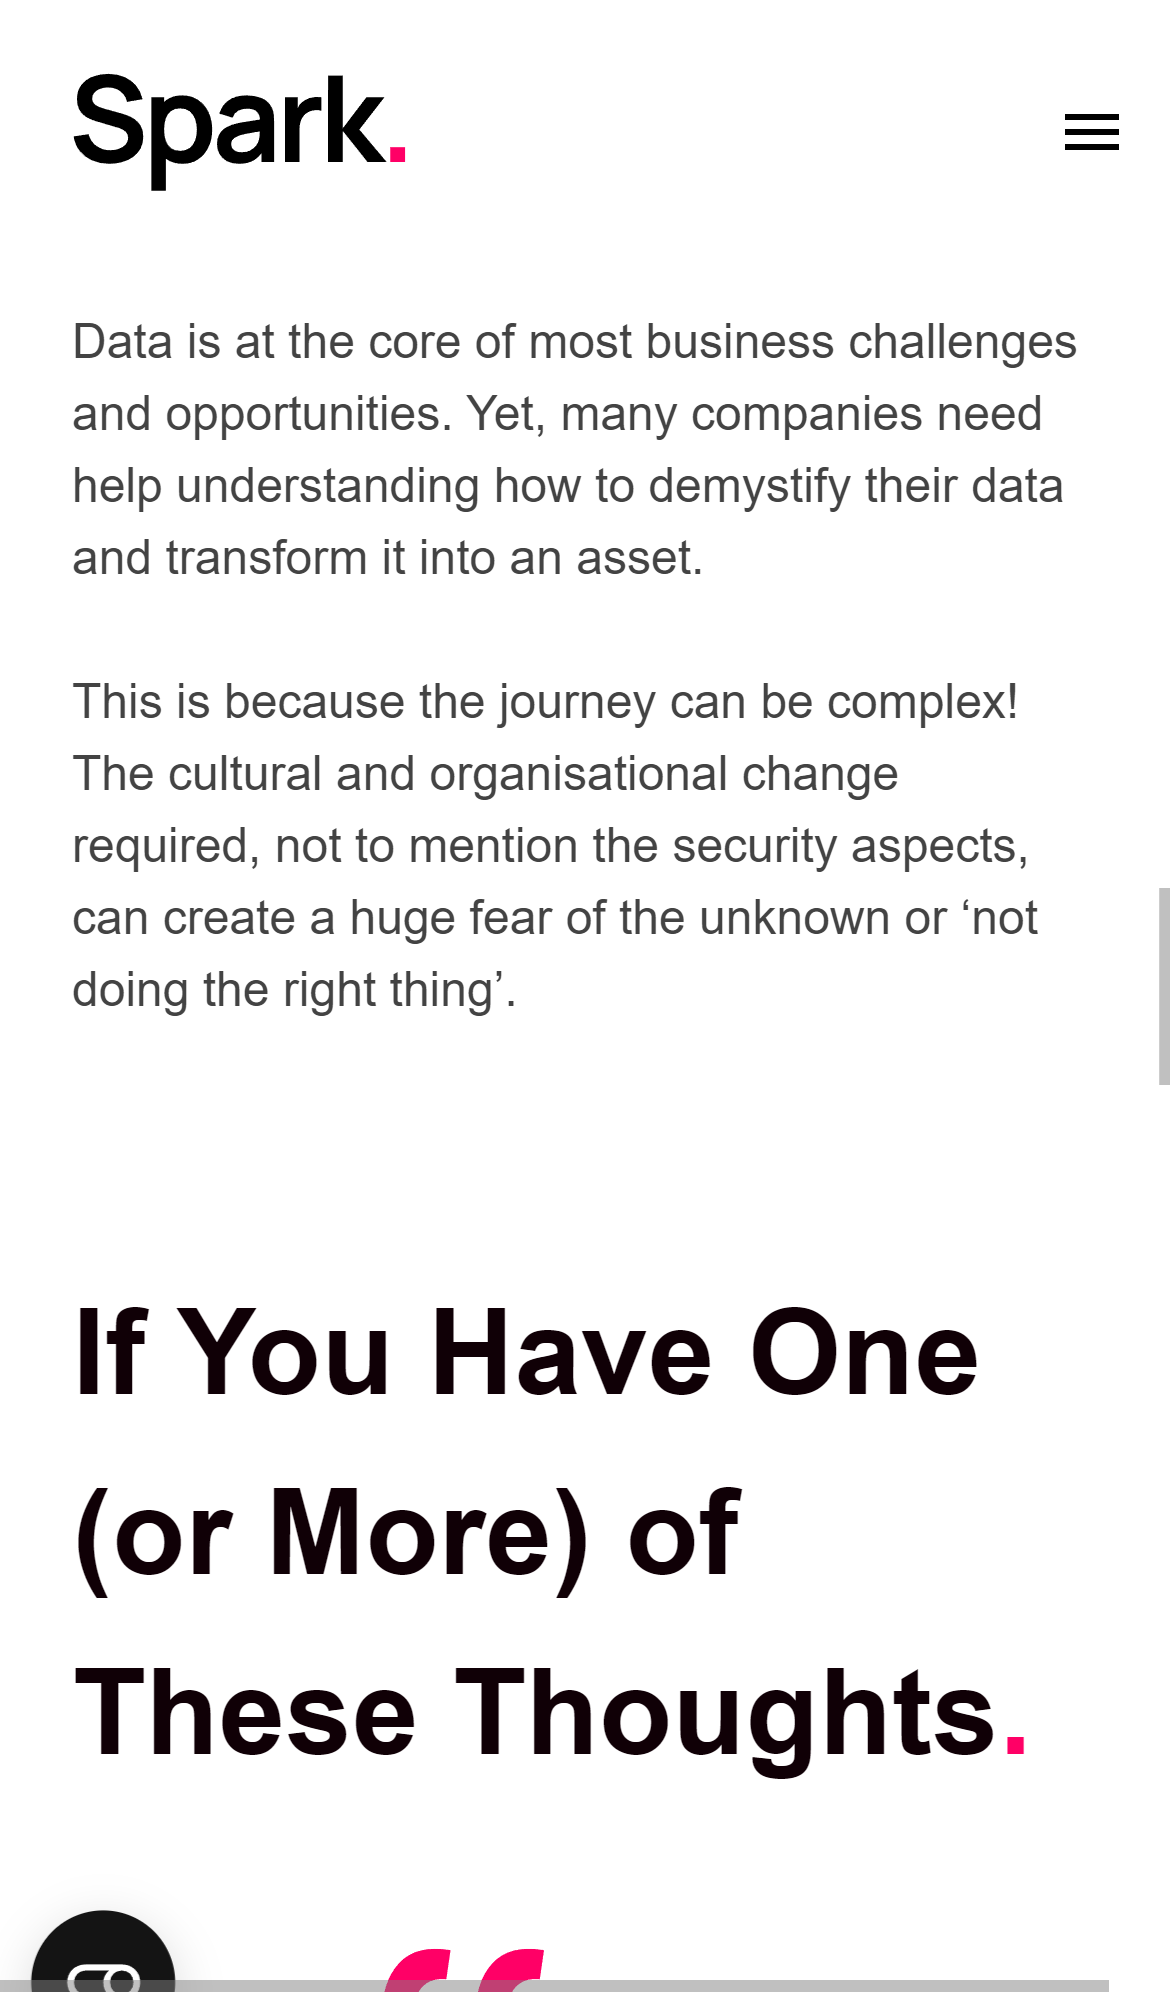 Spark.
Data is at the core of most business challenges
and opportunities. Yet, many companies need
help understanding how to demystify their data
and transform it into an asset.
This is because the journey can be complex!
The cultural and organisational change
required, not to mention the security aspects,
can create a huge fear of the unknown or ‘not
doing the right thing’.
If You Have One
(or More) of
These Thoughts.